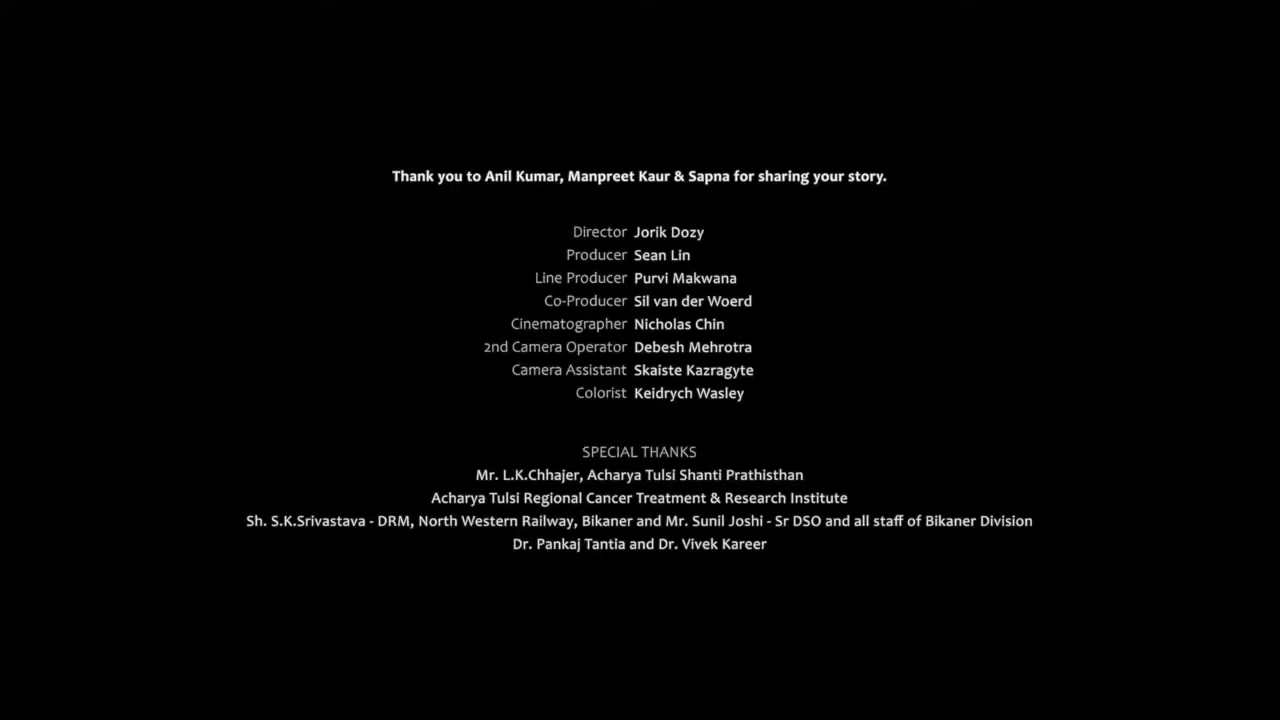 Thank you to Anil Kumar, Manpreet Kaur & Sapna for sharing your story.
Director Jorik Dozy
Producer Sean Lin
Line Producer Purvi Makwana
Co-Producer Sil van der Woerd
Cinematographer Nicholas Chin
2nd Camera Operator Debesh Mehrotra
Camera Assistant Skaiste Kazragyte
Colorist Keidrych Wasley
SPECIAL THANKS
Mr. L.K.Chhajer, Acharya Tulsi Shanti Prathisthan
Acharya Tulsi Regional Cancer Treatment & Research Institute
Sh. S.K.Srivastava - DRM, North Western Railway, Bikaner and Mr. Sunil Joshi - Sr DSO and all staff of Bikaner Division
Dr. Pankaj Tantia and Dr. Vivek Kareer